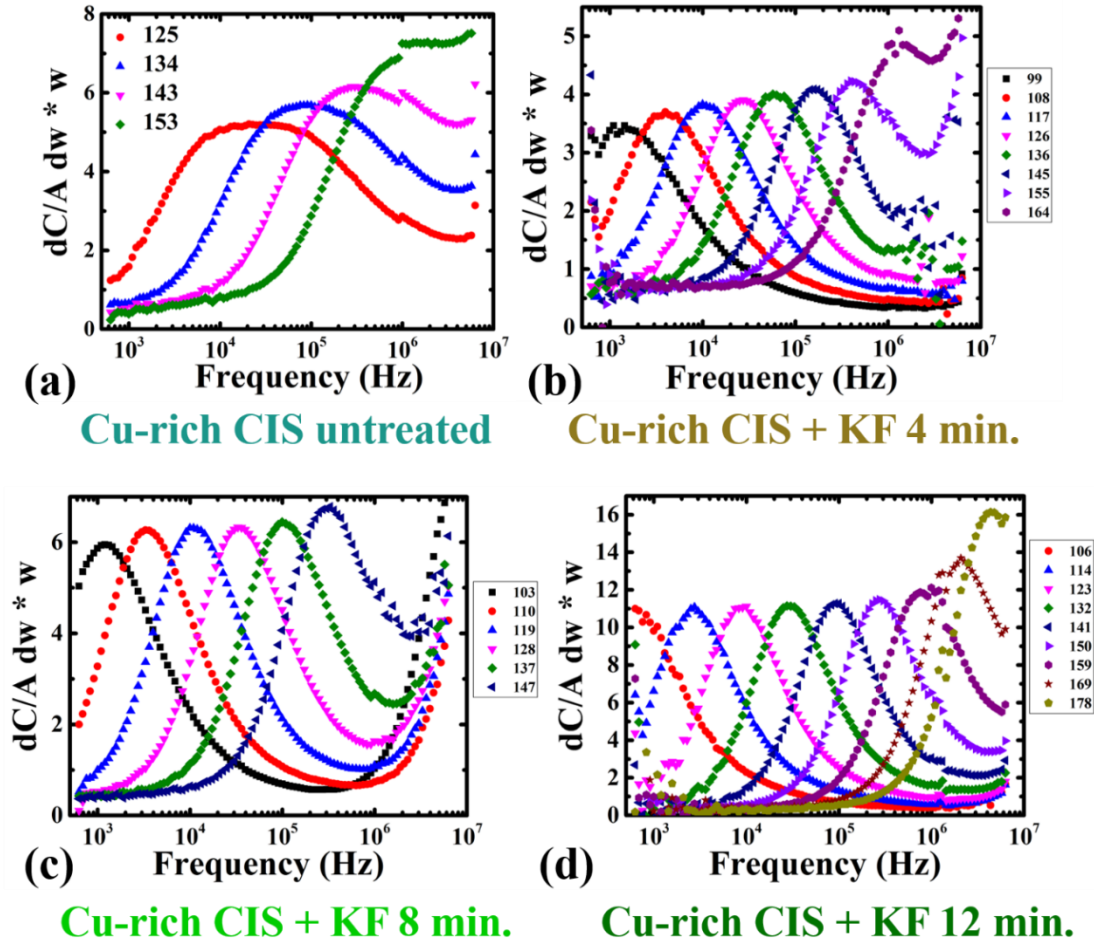 125
134
143
153
8
6
4
2
0
dC/A dw * w
10³ 10⁴ 10⁵ 10⁶ 10⁷
Frequency (Hz)
(a)
Cu-rich CIS untreated
99
108
117
126
136
145
155
164
5
4
3
2
1
0
dC/A dw * w
10³ 10⁴ 10⁵ 10⁶ 10⁷
Frequency (Hz)
(b)
Cu-rich CIS + KF 4 min.
103
110
119
128
137
147
6
4
2
0
dC/A dw * w
10³ 10⁴ 10⁵ 10⁶ 10⁷
Frequency (Hz)
(c)
Cu-rich CIS + KF 8 min.
106
114
123
132
141
150
159
169
178
16
14
12
10
8
6
4
2
0
dC/A dw * w
10³ 10⁴ 10⁵ 10⁶ 10⁷
Frequency (Hz)
(d)
Cu-rich CIS + KF 12 min.